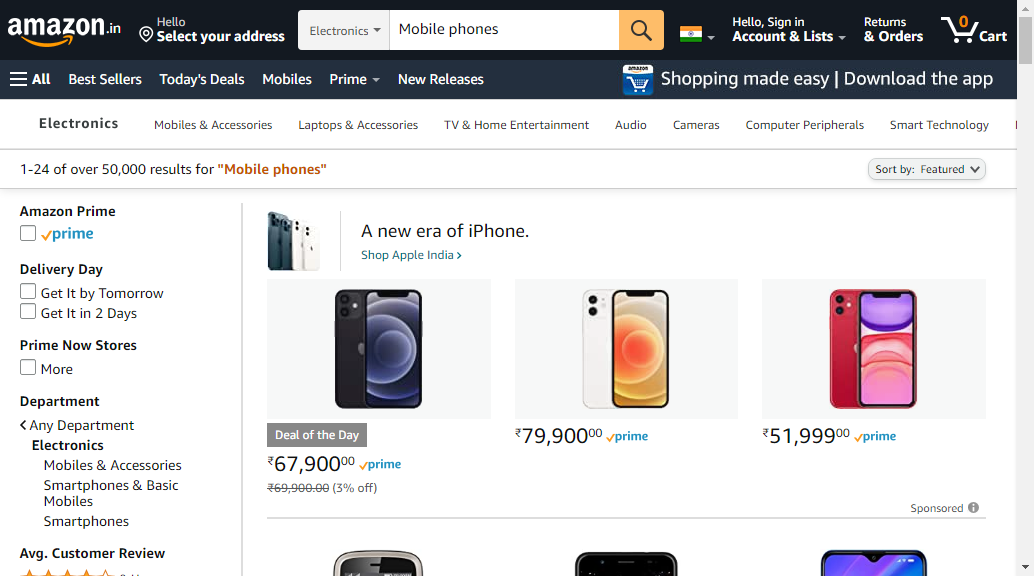 amazon.in
Hello
Select your address
Electronics
Mobile phones
Hello, Sign in
Account & Lists
Returns
& Orders
0
Cart
All
Best Sellers
Today's Deals
Mobiles
Prime
New Releases
amazon
Shopping made easy | Download the app
Electronics
Mobiles & Accessories
Laptops & Accessories
TV & Home Entertainment
Audio
Cameras
Computer Peripherals
Smart Technology
1-24 of over 50,000 results for "Mobile phones"
Sort by: Featured
Amazon Prime
prime
Delivery Day
Get It by Tomorrow
Get It in 2 Days
Prime Now Stores
More
Department
Any Department
Electronics
Mobiles & Accessories
Smartphones & Basic
Mobiles
Smartphones
Avg. Customer Review
A new era of iPhone.
Shop Apple India ›
Deal of the Day
₹67,90000 prime
₹69,900.00 (3% off)
₹79,90000 prime
₹51,99900 prime
Sponsored